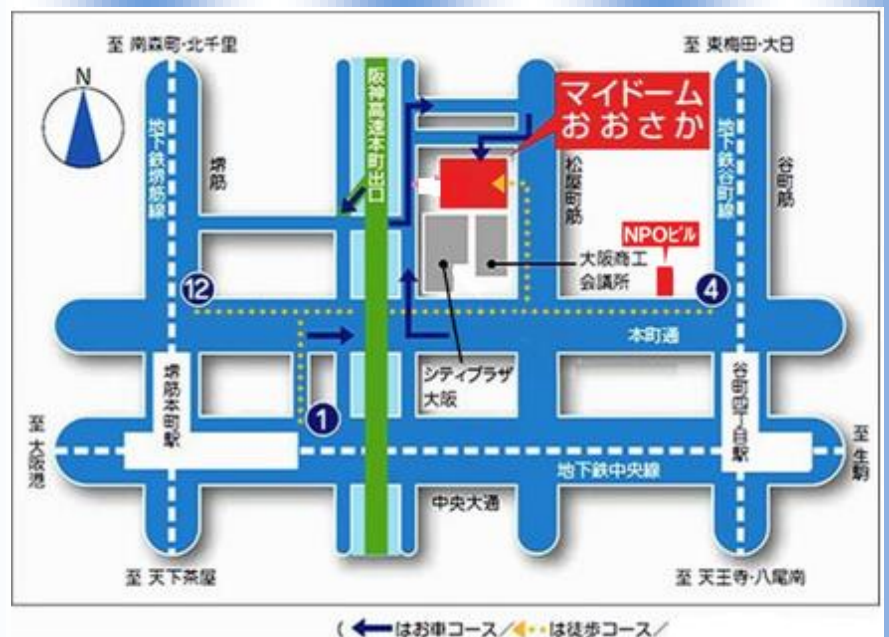 至 南森町・北千里
至 東梅田・大日
N
阪神高速本町出口
マイドーム
おおさか
地下鉄堺筋線
堺筋
松屋町筋
地下鉄谷町線
谷町筋
NPOビル
大阪商工
会議所
12
4
本町通
シティプラザ
大阪
堺筋本町駅
谷町四丁目駅
1
至 大阪港
至 生駒
地下鉄中央線
中央大通
至 天下茶屋
至 天王寺・八尾南
(はお車コース/はは徒歩コース/